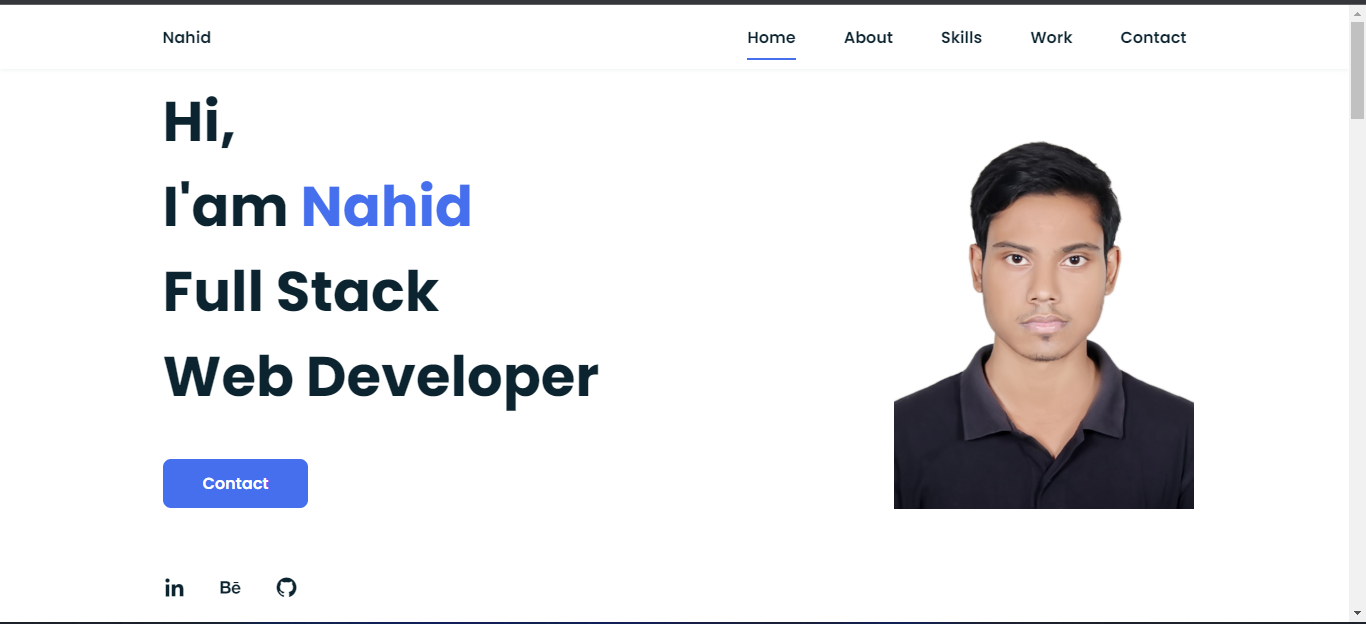 Nahid
Home About Skills Work Contact
Hi,
I'am Nahid
Full Stack
Web Developer
Contact
in Bē